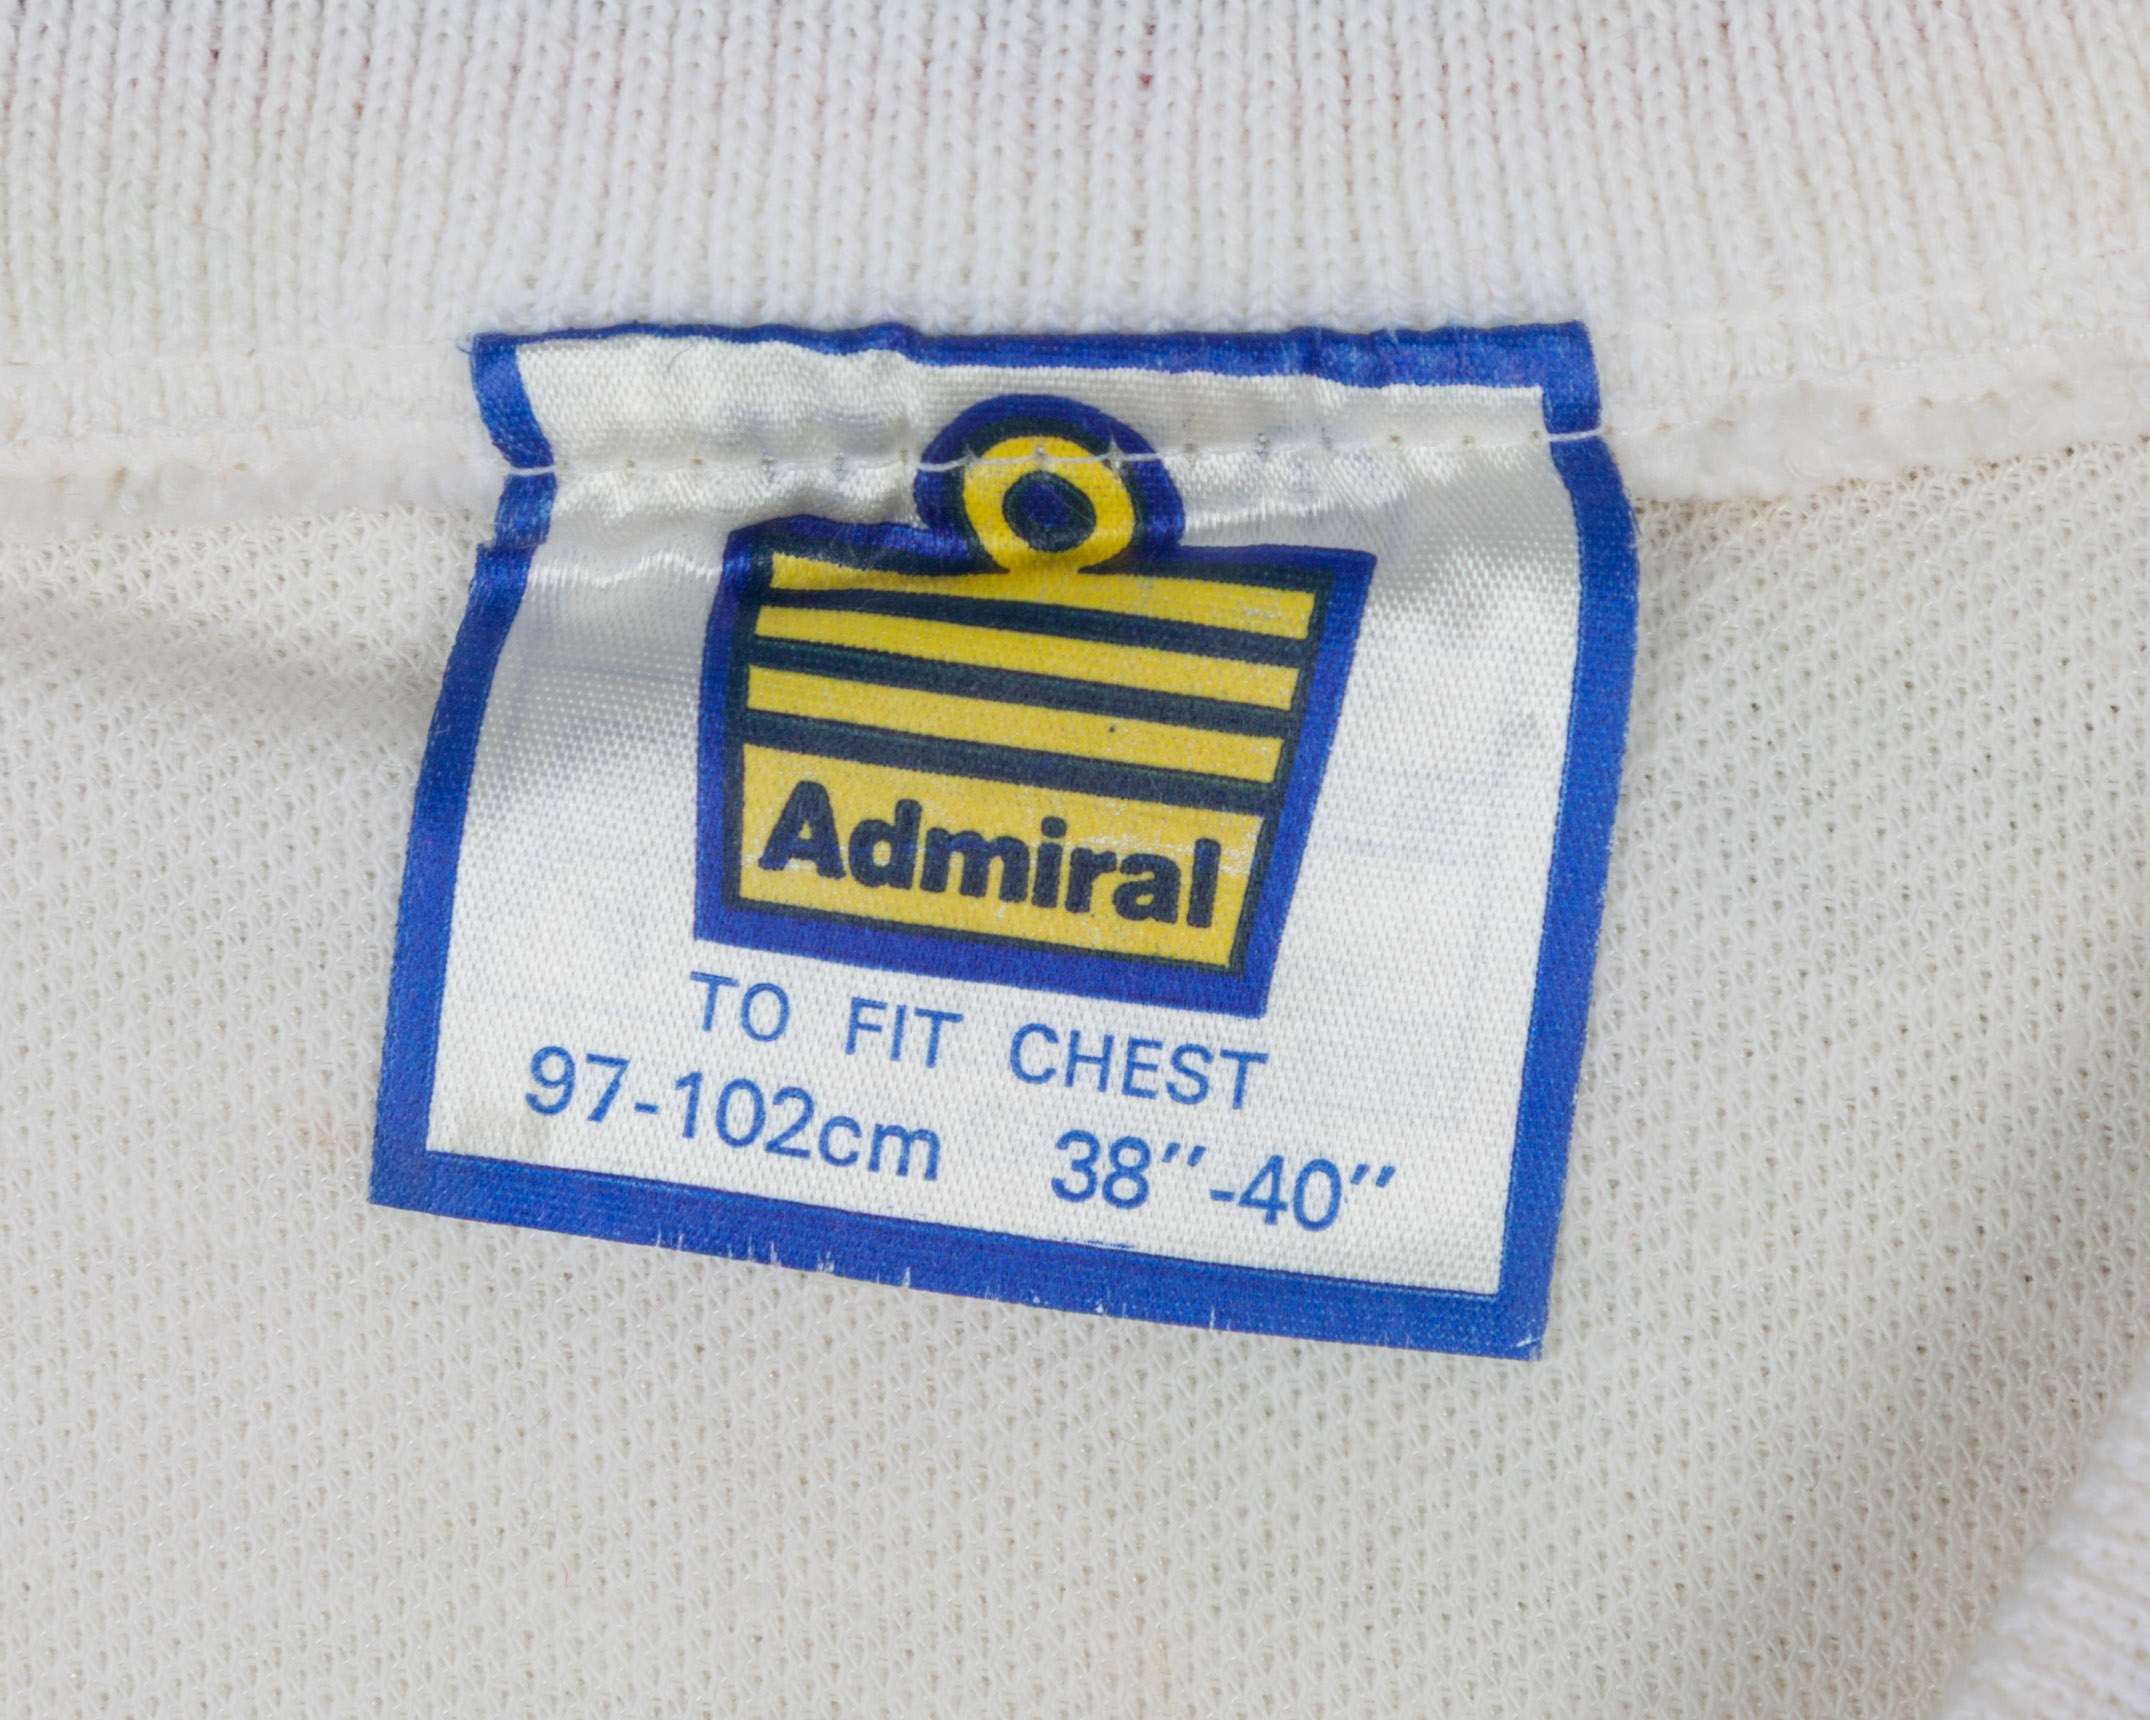 Admiral
TO FIT CHEST
97-102cm 38"-40"